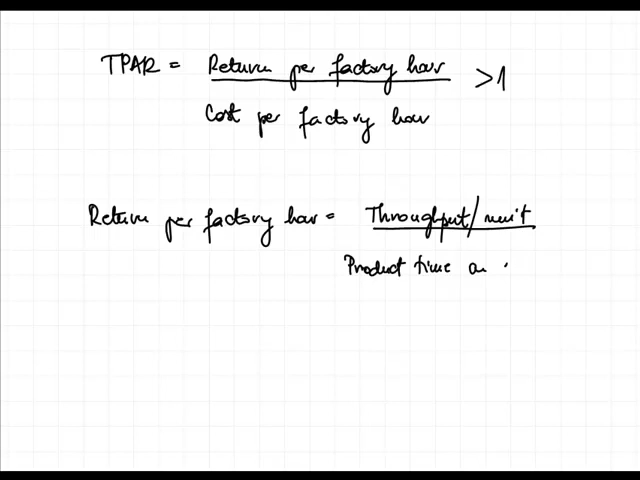 TPAR = Return per factory hour / Cost per factory hour >1
Return per factory hour = Throughput/unit / Product time on